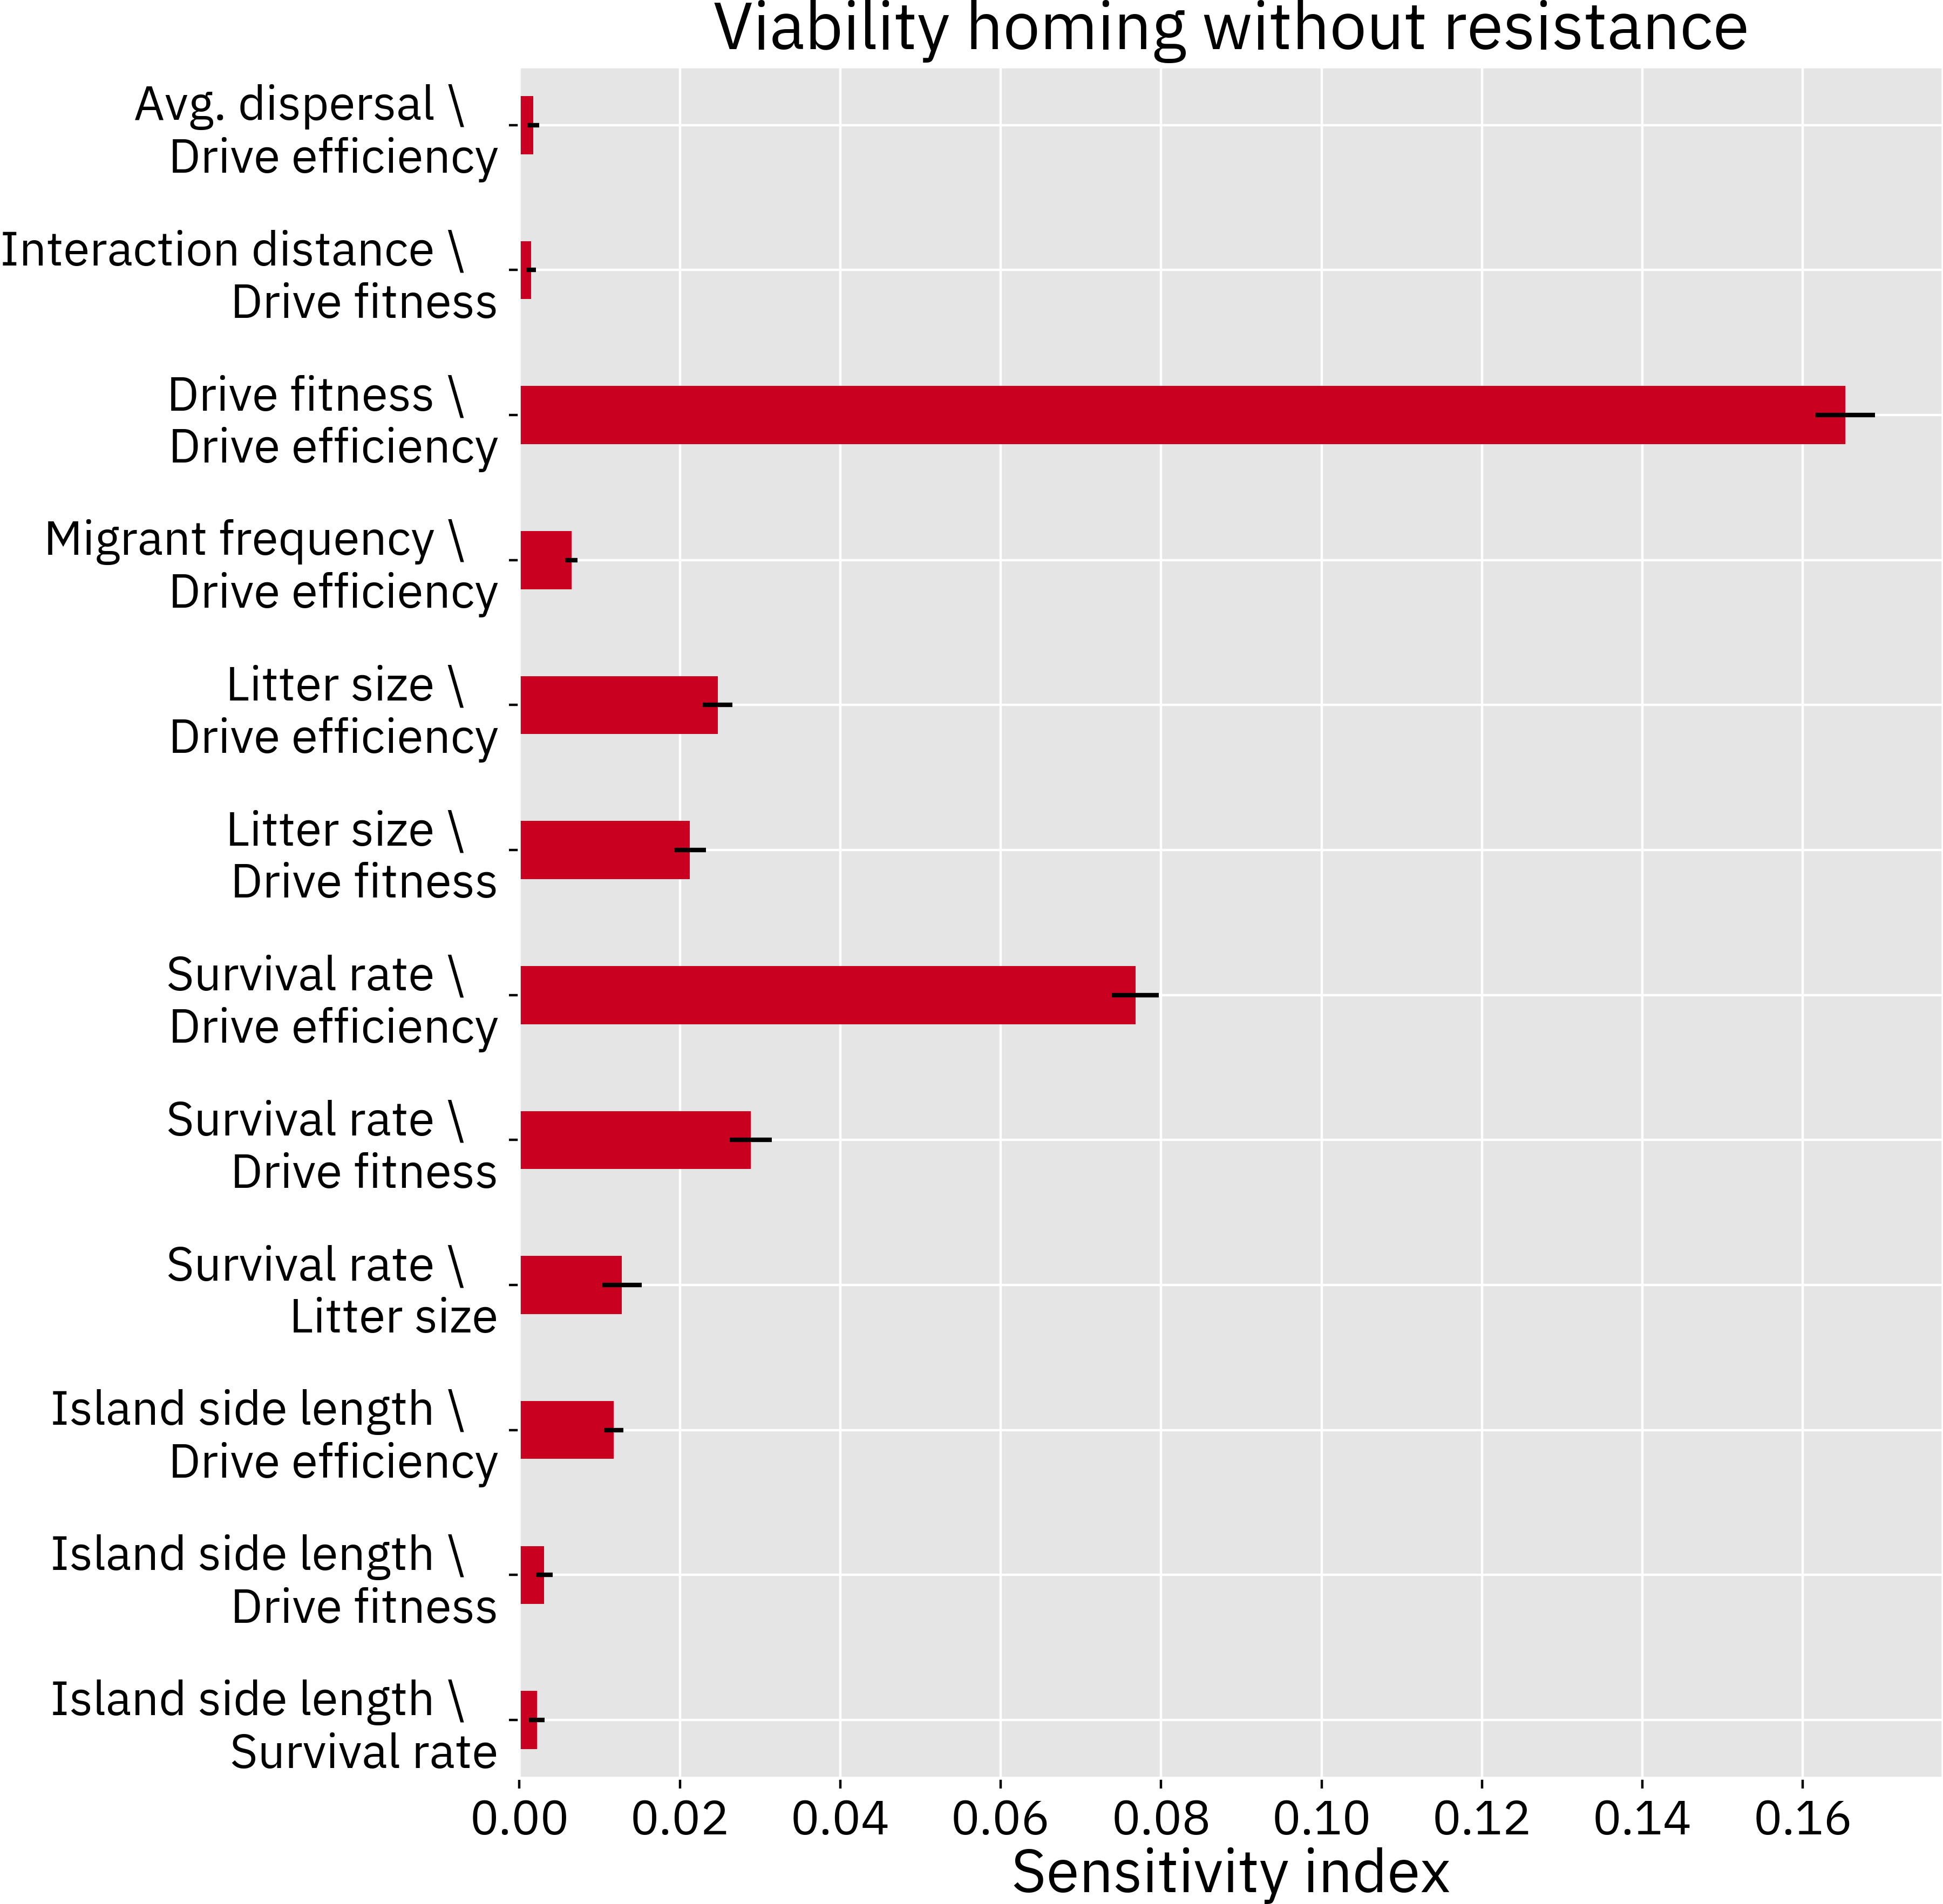 Viability homing without resistance
Avg. dispersal \
Drive efficiency
Interaction distance \
Drive fitness
Drive fitness \
Drive efficiency
Migrant frequency \
Drive efficiency
Litter size \
Drive efficiency
Litter size \
Drive fitness
Survival rate \
Drive efficiency
Survival rate \
Drive fitness
Survival rate \
Litter size
Island side length \
Drive efficiency
Island side length \
Drive fitness
Island side length \
Survival rate
0.00 0.02 0.04 0.06 0.08 0.10 0.12 0.14 0.16
Sensitivity index